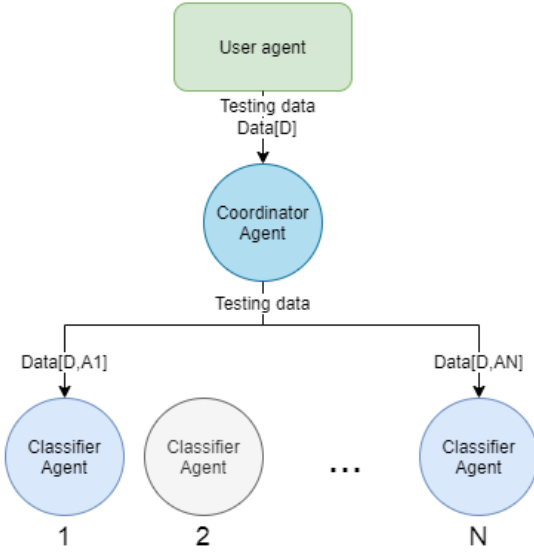 User agent
Testing data
Data[D]
Coordinator
Agent
Testing data
Data[D,A1]
Data[D,AN]
Classifier
Agent
Classifier
Agent
...
Classifier
Agent
1
2
N